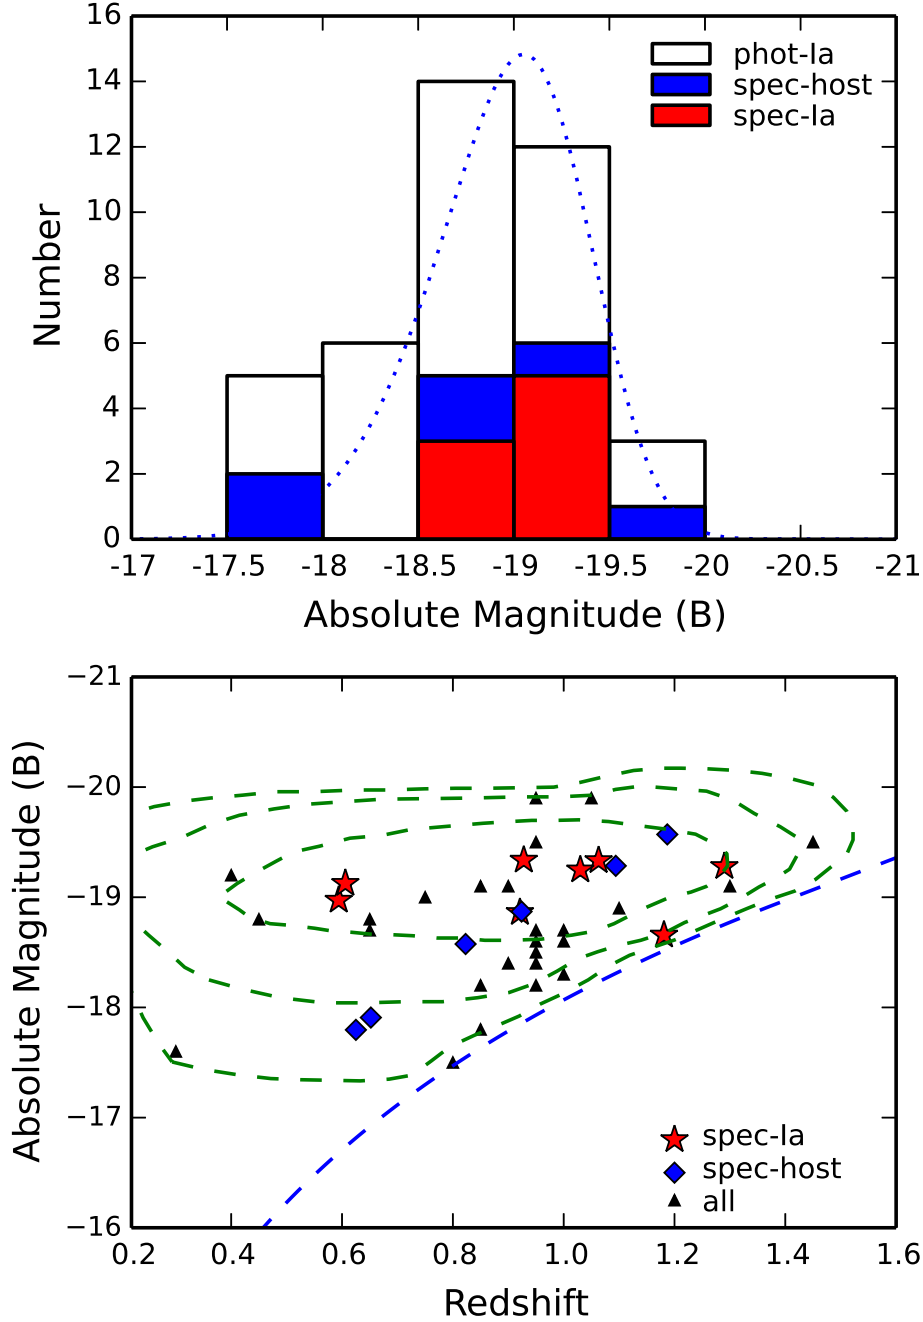 16
14
12
10
8
6
4
2
0
Number
phot-Ia
spec-host
spec-Ia
-17 -17.5 -18 -18.5 -19 -19.5 -20 -20.5 -21
Absolute Magnitude (B)
−21
−20
−19
−18
−17
−16
Absolute Magnitude (B)
spec-Ia
spec-host
all
0.2 0.4 0.6 0.8 1.0 1.2 1.4 1.6
Redshift